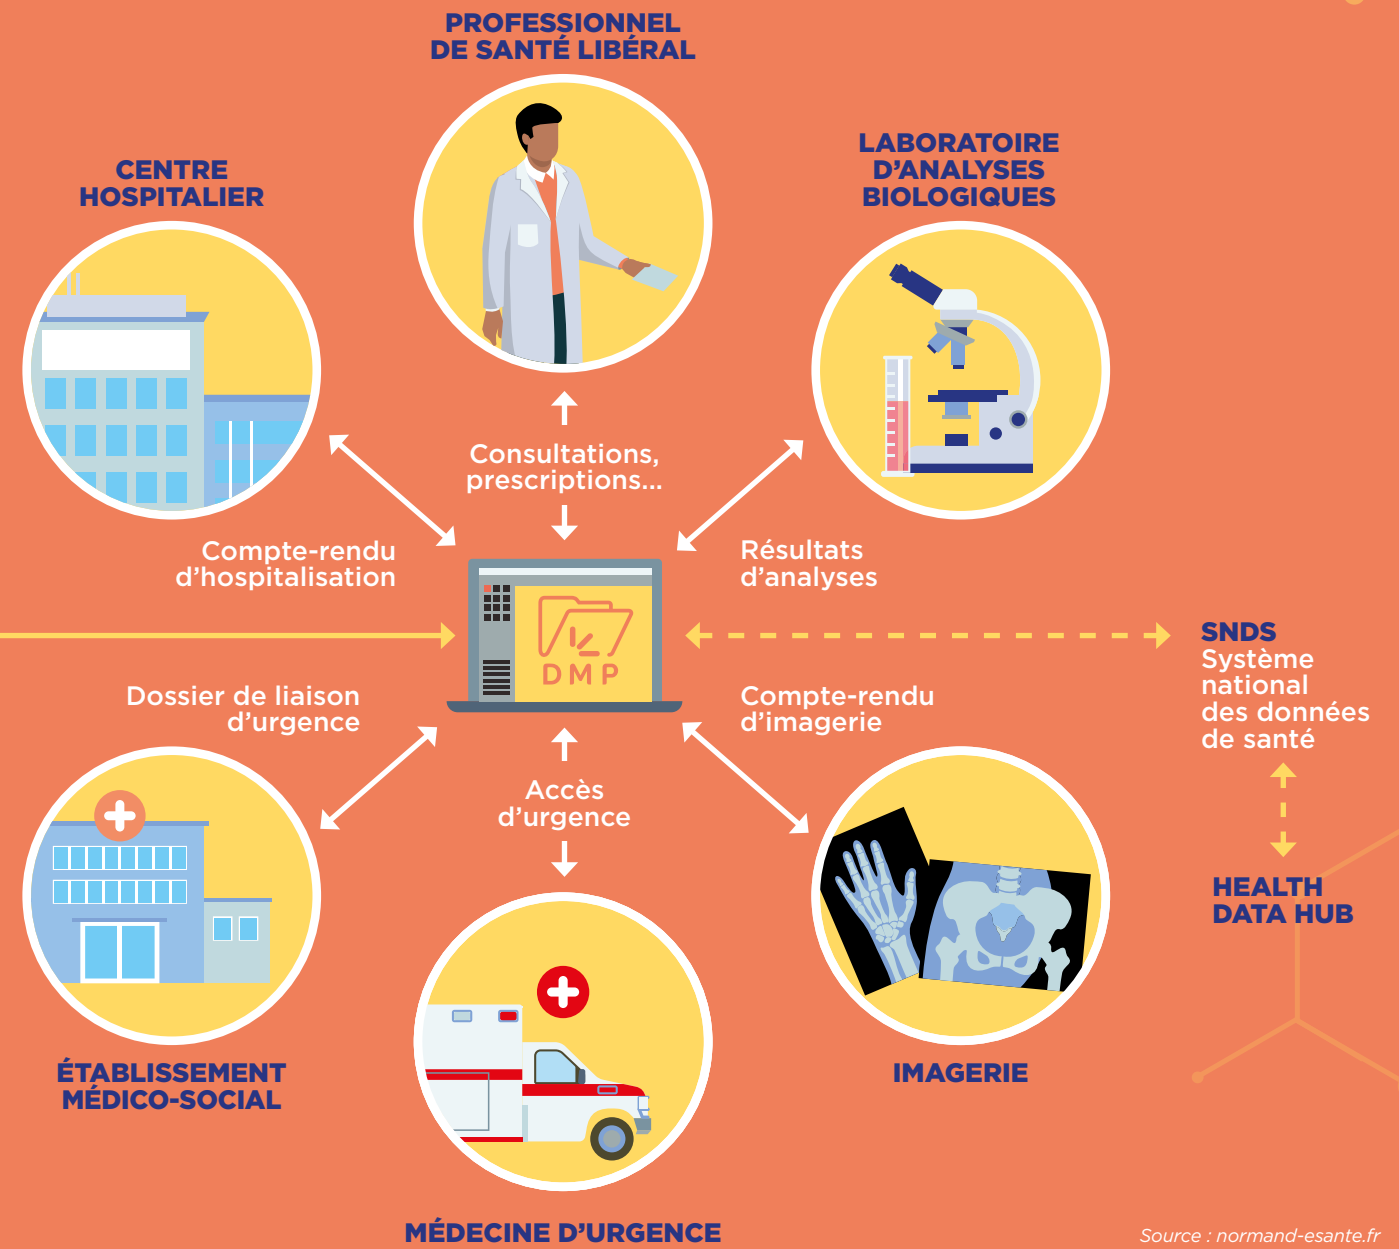 PROFESSIONNEL
DE SANTÉ LIBÉRAL
CENTRE
HOSPITALIER
LABORATOIRE
D'ANALYSES
BIOLOGIQUES
Consultations,
prescriptions...
Compte-rendu
d'hospitalisation
Résultats
d'analyses
DMP
SNDS
Système
national
des données
de santé
Dossier de liaison
d'urgence
Compte-rendu
d'imagerie
Accès
d'urgence
HEALTH
DATA HUB
ÉTABLISSEMENT
MÉDICO-SOCIAL
IMAGERIE
MÉDECINE D'URGENCE
Source : normand-esante.fr